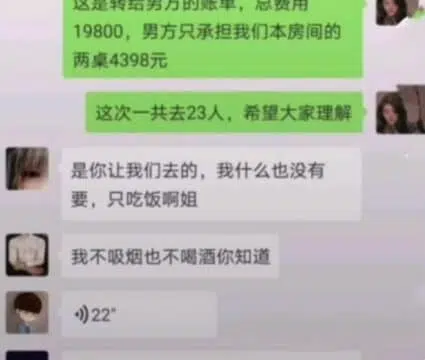 这是转给男方的账单，总费用
19800，男方只承担我们本房间的
两桌4398元
这次一共去23人，希望大家理解
是你让我们去的，我什么也没有
要，只吃饭啊姐
我不吸烟也不喝酒你知道
22"